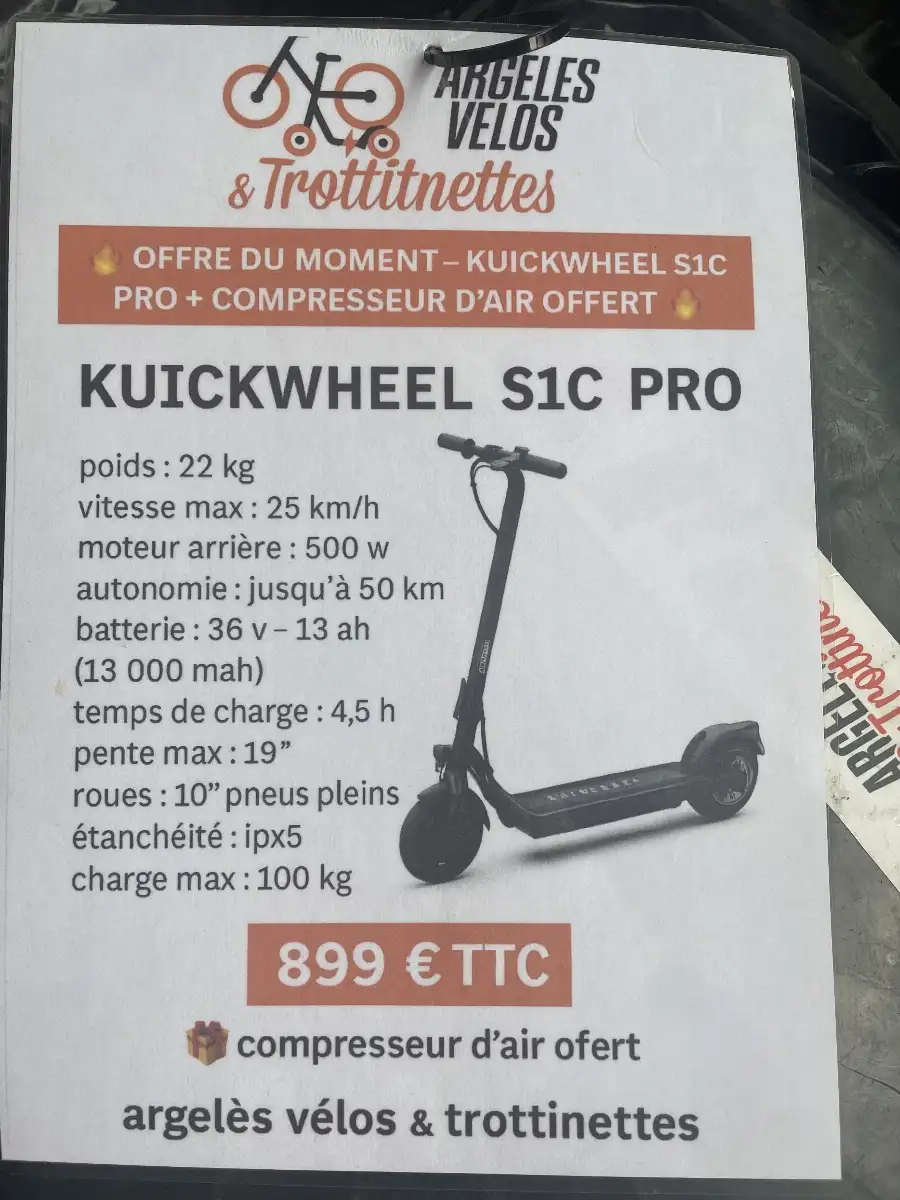 ARGELES
VELOS
& Trottitnettes
🔥 OFFRE DU MOMENT – KUICKWHEEL S1C
PRO + COMPRESSEUR D’AIR OFFERT 🔥
KUICKWHEEL S1C PRO
poids : 22 kg
vitesse max : 25 km/h
moteur arrière : 500 w
autonomie : jusqu’à 50 km
batterie : 36 v – 13 ah
(13 000 mah)
temps de charge : 4,5 h
pente max : 19”
roues : 10” pneus pleins
étanchéité : ipx5
charge max : 100 kg
899 € TTC
🎁 compresseur d’air ofert
argelès vélos & trottinettes